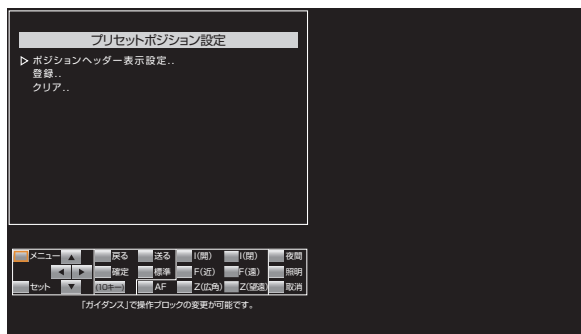 プリセットポジション設定
ポジションヘッダー表示設定..
登録..
クリア..
メニュー ▲ 戻る 送る I(開) I(閉) 夜間
◀ ▶ 確定 標準 F(近) F(遠) 照明
セット ▼ (10キー) AF Z(広角) Z(望遠) 取消
「ガイダンス」で操作ブロックの変更が可能です。